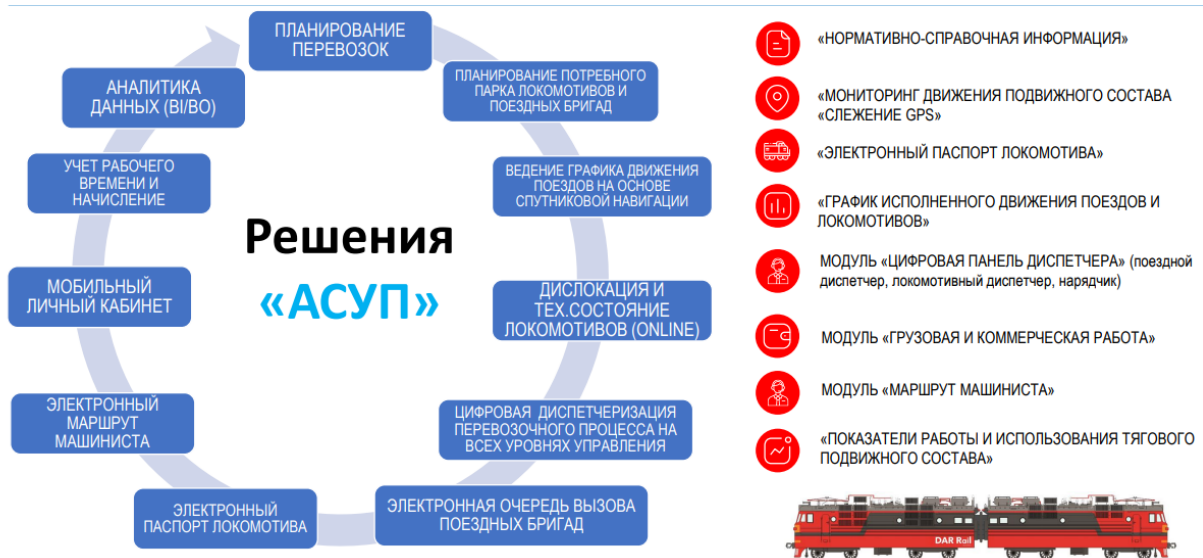 ПЛАНИРОВАНИЕ
ПЕРЕВОЗОК
ПЛАНИРОВАНИЕ ПОТРЕБНОГО
ПАРКА ЛОКОМОТИВОВ И
ПОЕЗДНЫХ БРИГАД
ВЕДЕНИЕ ГРАФИКА ДВИЖЕНИЯ
ПОЕЗДОВ НА ОСНОВЕ
СПУТНИКОВОЙ НАВИГАЦИИ
ДИСЛОКАЦИЯ И
ТЕХ.СОСТОЯНИЕ
ЛОКОМОТИВОВ (ONLINE)
ЦИФРОВАЯ ДИСПЕТЧЕРИЗАЦИЯ
ПЕРЕВОЗОЧНОГО ПРОЦЕССА НА
ВСЕХ УРОВНЯХ УПРАВЛЕНИЯ
ЭЛЕКТРОННАЯ ОЧЕРЕДЬ ВЫЗОВА
ПОЕЗДНЫХ БРИГАД
ЭЛЕКТРОННЫЙ
ПАСПОРТ ЛОКОМОТИВА
ЭЛЕКТРОННЫЙ
МАРШРУТ
МАШИНИСТА
МОБИЛЬНЫЙ
ЛИЧНЫЙ КАБИНЕТ
УЧЕТ РАБОЧЕГО
ВРЕМЕНИ И
НАЧИСЛЕНИЕ
АНАЛИТИКА
ДАННЫХ (BI/BO)
Решения
«АСУП»
«НОРМАТИВНО-СПРАВОЧНАЯ ИНФОРМАЦИЯ»
«МОНИТОРИНГ ДВИЖЕНИЯ ПОДВИЖНОГО СОСТАВА
«СЛЕЖЕНИЕ GPS»
«ЭЛЕКТРОННЫЙ ПАСПОРТ ЛОКОМОТИВА»
«ГРАФИК ИСПОЛНЕННОГО ДВИЖЕНИЯ ПОЕЗДОВ И
ЛОКОМОТИВОВ»
МОДУЛЬ «ЦИФРОВАЯ ПАНЕЛЬ ДИСПЕТЧЕРА» (поездной
диспетчер, локомотивный диспетчер, нарядчик)
МОДУЛЬ «ГРУЗОВАЯ И КОММЕРЧЕСКАЯ РАБОТА»
МОДУЛЬ «МАРШРУТ МАШИНИСТА»
«ПОКАЗАТЕЛИ РАБОТЫ И ИСПОЛЬЗОВАНИЯ ТЯГОВОГО
ПОДВИЖНОГО СОСТАВА»
DAR Rail